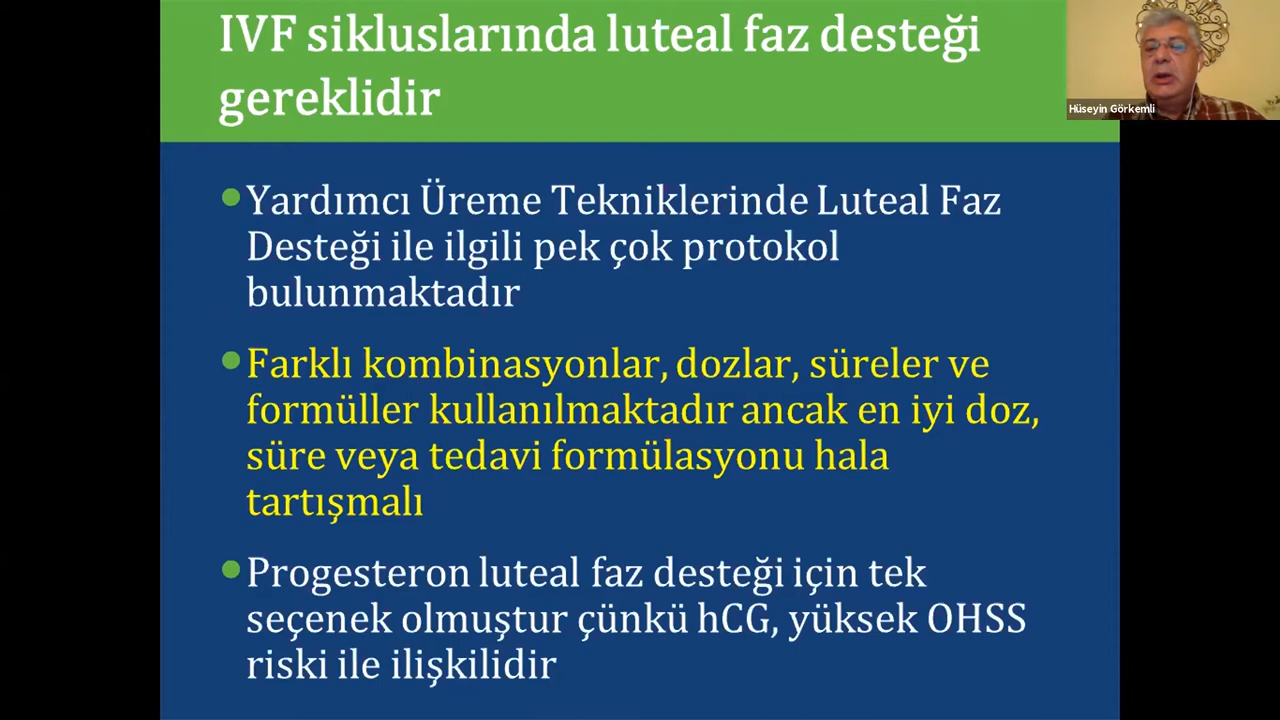 IVF sikluslarında luteal faz desteği
gereklidir
Hüseyin Görkemli
•Yardımcı Üreme Tekniklerinde Luteal Faz
Desteği ile ilgili pek çok protokol
bulunmaktadır
•Farklı kombinasyonlar, dozlar, süreler ve
formüller kullanılmaktadır ancak en iyi doz,
süre veya tedavi formülasyonu hala
tartışmalı
•Progesteron luteal faz desteği için tek
seçenek olmuştur çünkü hCG, yüksek OHSS
riski ile ilişkilidir